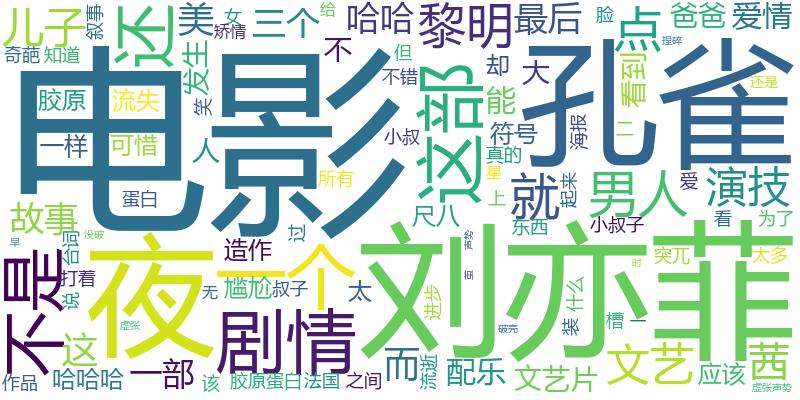 儿子
叙事
还
美
女
矫情
三个
给
哈哈
黎明
最后
点
脸
爸爸
爱情
奇葩
知道
发生
笑
不
但
不错
却
大
看到
捏碎
还是
电影
这部
孔雀
胶原
流失
一样
可惜
人
蛋白
小叔
能
符号
真的
海报
二
所有
量
上
就
起来
男人
爱
演技
故事
台词
没破
早
打着
造作
过
尺八
东西
小叔子
看
为了
不是
夜
一个
刘亦菲
声势
突兀
太多
说
无
尴尬
叔子
太
进步
装
什么
槽
一
时
这
虚张
剧情
破壳
作品
哈哈哈
一部
该
胶原蛋白
法国
之间
而
流逝
配乐
文艺片
文艺
应该
茜
虚张声势